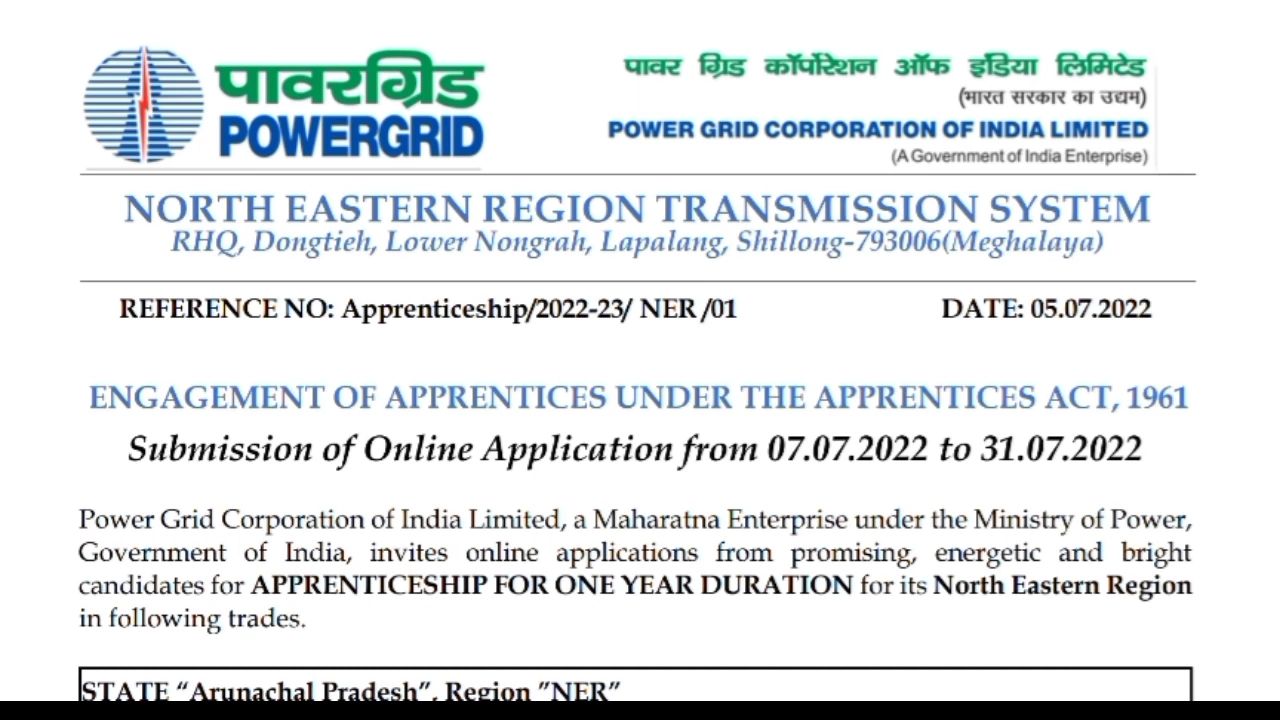 पावरग्रिड
POWERGRID
पावर ग्रिड कॉर्पोरेशन ऑफ इंडिया लिमिटेड
(भारत सरकार का उद्यम)
POWER GRID CORPORATION OF INDIA LIMITED
(A Government of India Enterprise)
NORTH EASTERN REGION TRANSMISSION SYSTEM
RHQ, Dongtieh, Lower Nongrah, Lapalang, Shillong-793006(Meghalaya)
REFERENCE NO: Apprenticeship/2022-23/ NER /01 DATE: 05.07.2022
ENGAGEMENT OF APPRENTICES UNDER THE APPRENTICES ACT, 1961
Submission of Online Application from 07.07.2022 to 31.07.2022
Power Grid Corporation of India Limited, a Maharatna Enterprise under the Ministry of Power,
Government of India, invites online applications from promising, energetic and bright
candidates for APPRENTICESHIP FOR ONE YEAR DURATION for its North Eastern Region
in following trades.
STATE “Arunachal Pradesh”, Region ”NER”